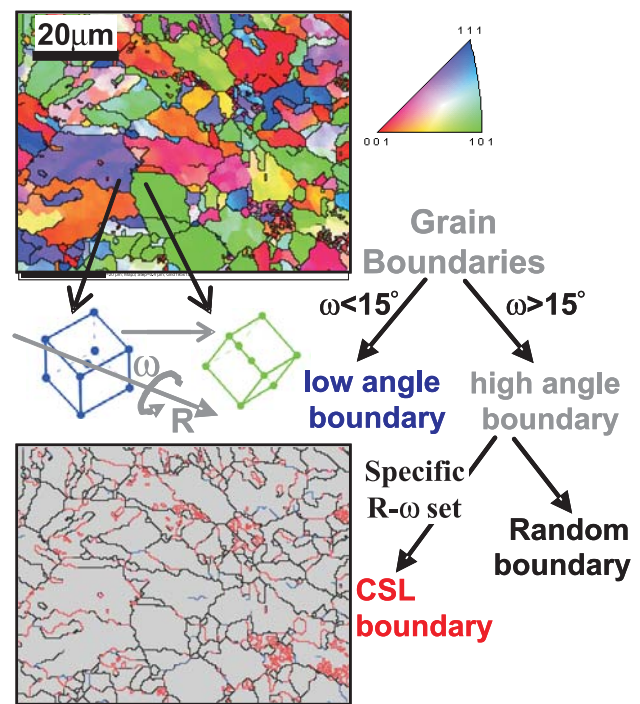 20μm
111
001
101
Grain
Boundaries
ω<15°
ω>15°
ω
R
low angle
boundary
high angle
boundary
Specific
R-ω set
Random
boundary
CSL
boundary